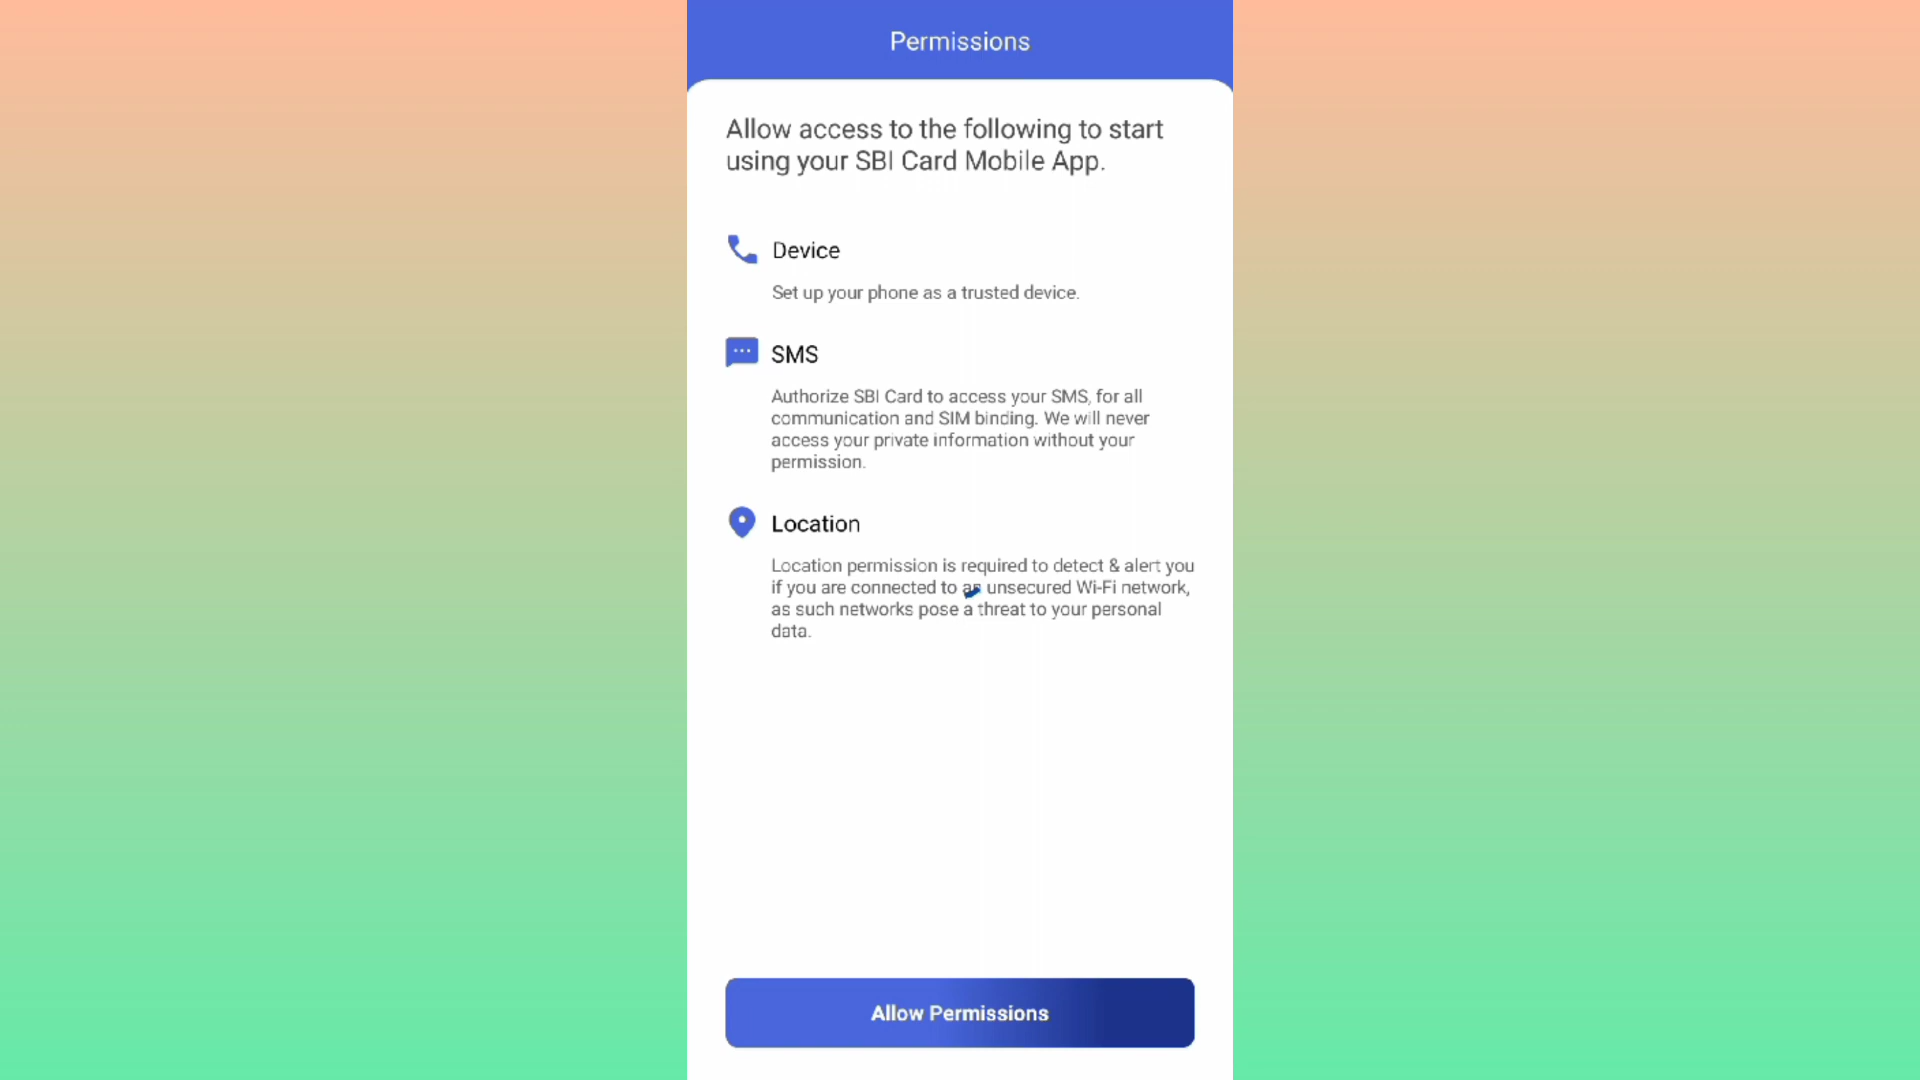 Permissions
Allow access to the following to start
using your SBI Card Mobile App.
Device
Set up your phone as a trusted device.
SMS
Authorize SBI Card to access your SMS, for all
communication and SIM binding. We will never
access your private information without your
permission.
Location
Location permission is required to detect & alert you
if you are connected to an unsecured Wi-Fi network,
as such networks pose a threat to your personal
data.
Allow Permissions